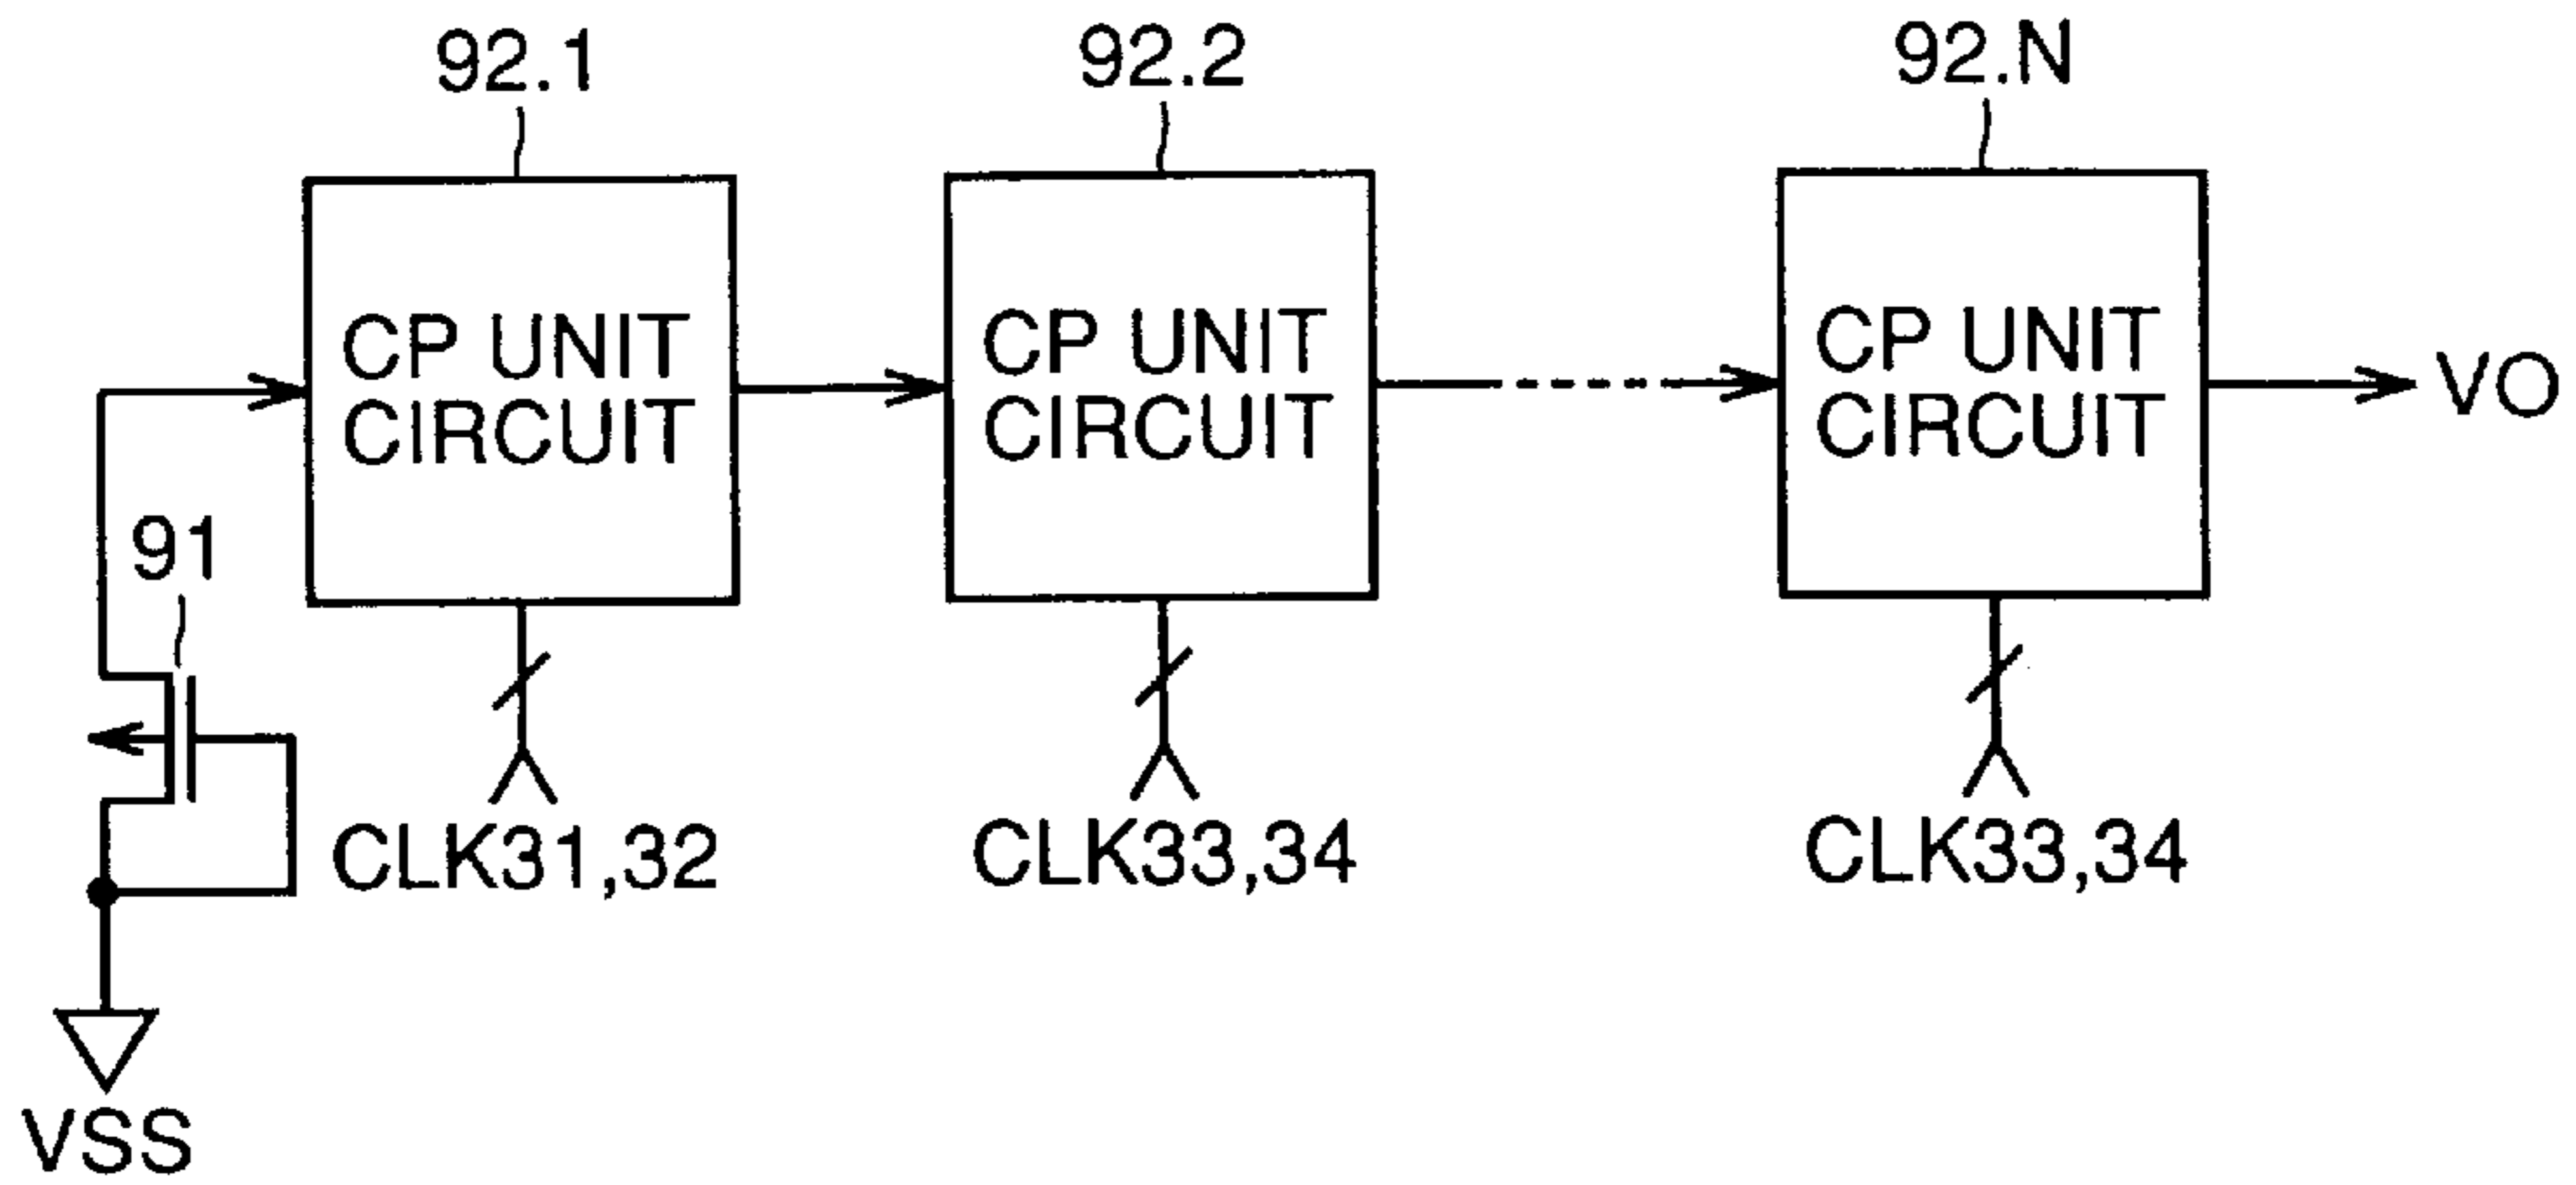 92.1
92.2
92.N
CP UNIT
CIRCUIT
CP UNIT
CIRCUIT
CP UNIT
CIRCUIT
VO
91
CLK31,32
CLK33,34
CLK33,34
VSS